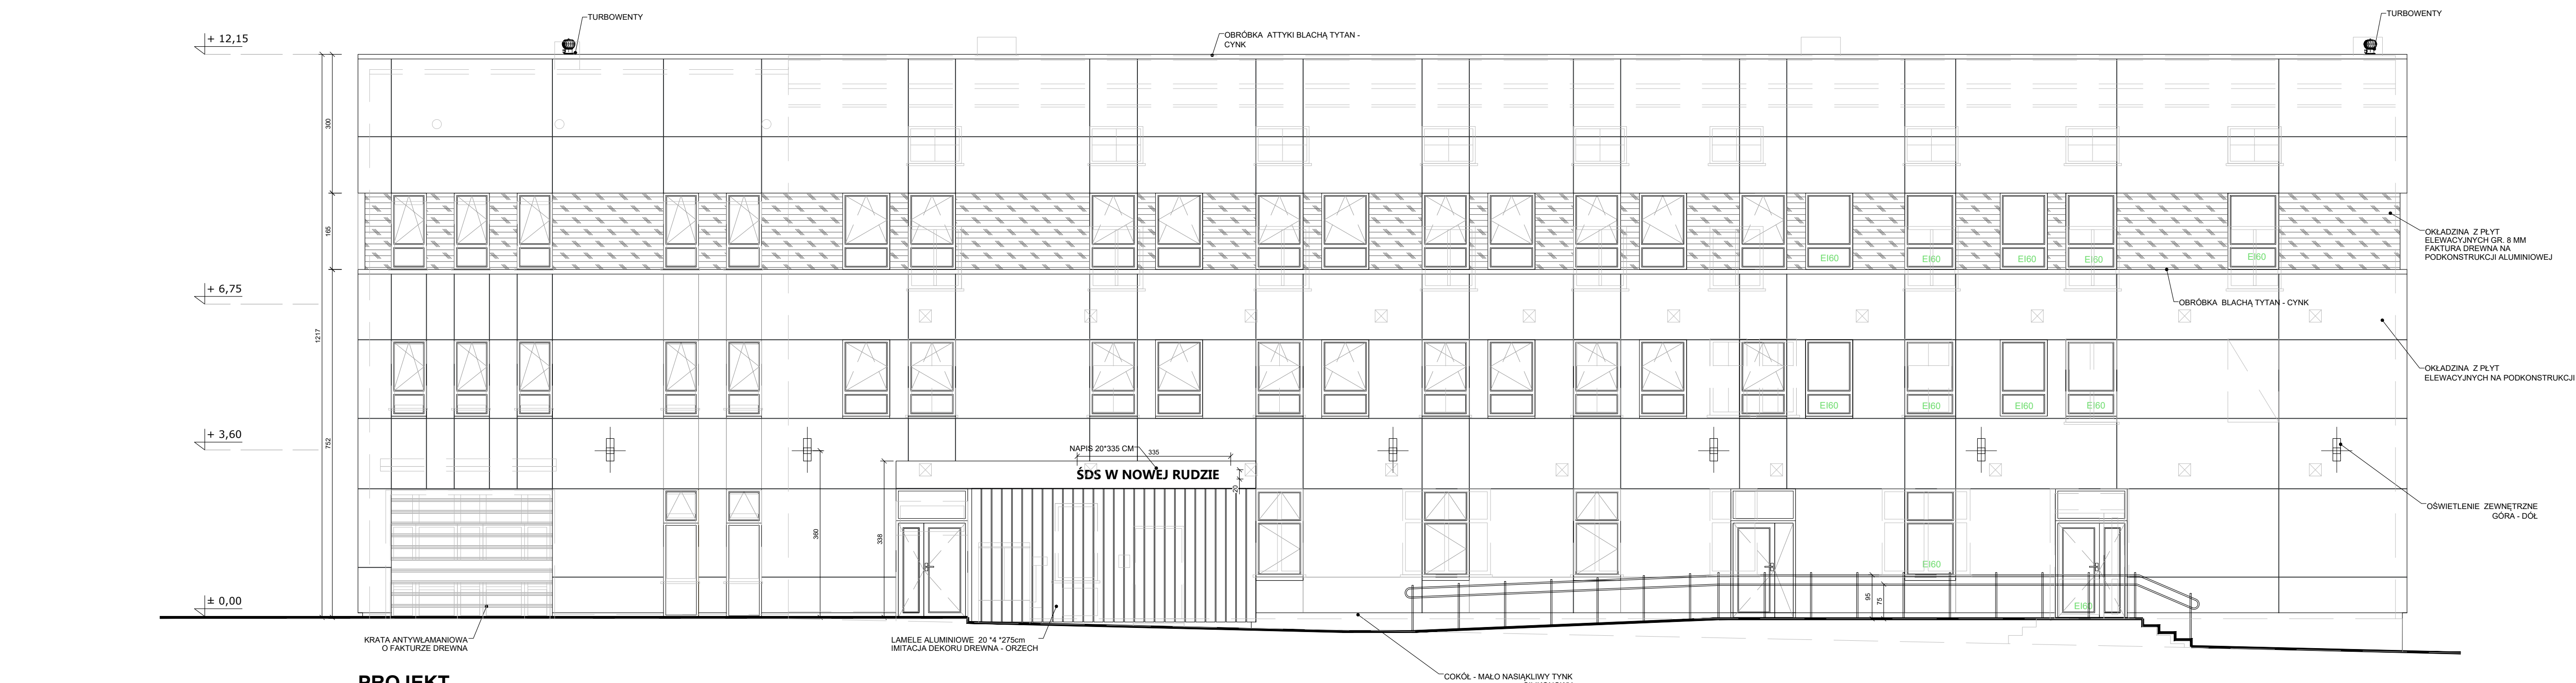 TURBOWENTY
TURBOWENTY
+ 12,15
OBRÓBKA ATTYKI BLACHĄ TYTAN -
CYNK
300
165
OKŁADZINA Z PŁYT
ELEWACYJNYCH GR. 8 MM
FAKTURA DREWNA NA
PODKONSTRUKCJI ALUMINIOWEJ
EI60
EI60
EI60
EI60
EI60
+ 6,75
OBRÓBKA BLACHĄ TYTAN - CYNK
1217
OKŁADZINA Z PŁYT
ELEWACYJNYCH NA PODKONSTRUKCJI
EI60
EI60
EI60
EI60
+ 3,60
752
NAPIS 20*335 CM
335
ŚDS W NOWEJ RUDZIE
20
OŚWIETLENIE ZEWNĘTRZNE
GÓRA - DÓŁ
360
338
EI60
95
75
± 0,00
EI60
KRATA ANTYWŁAMANIOWA
O FAKTURZE DREWNA
LAMELE ALUMINIOWE 20 *4 *275cm
IMITACJA DEKORU DREWNA - ORZECH
COKÓŁ - MAŁO NASIĄKLIWY TYNK
PROJEKT